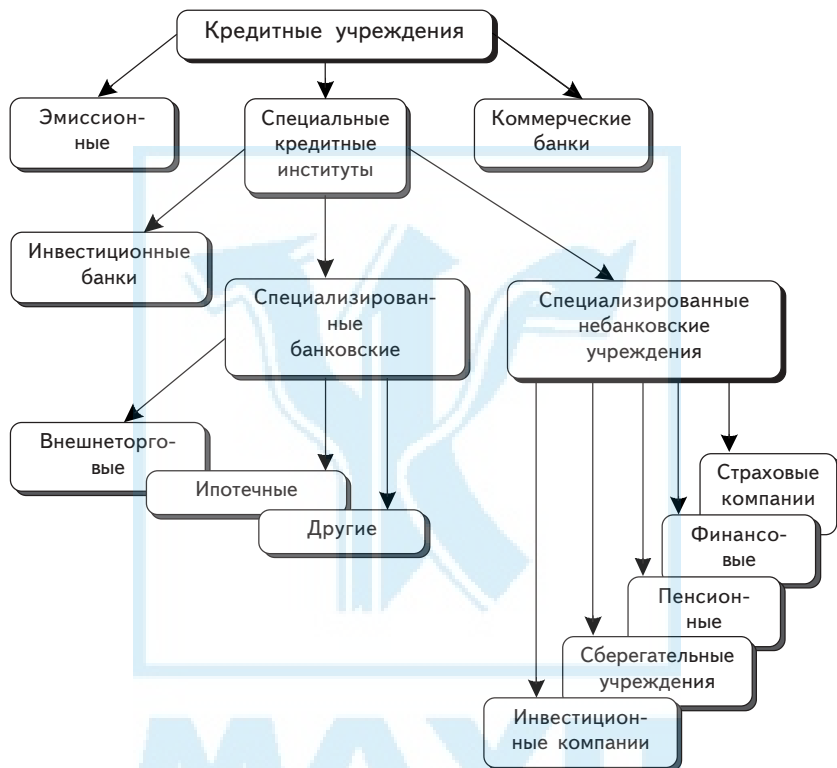 Кредитные учреждения
Эмиссион-
ные
Специальные
кредитные
институты
Коммерческие
банки
Инвестиционные
банки
Специализирован-
ные
банковские
Специализированные
небанковские
учреждения
Внешнеторго-
вые
Ипотечные
Другие
Страховые
компании
Финансо-
вые
Пенсион-
ные
Сберегательные
учреждения
Инвестицион-
ные компании
МАУП